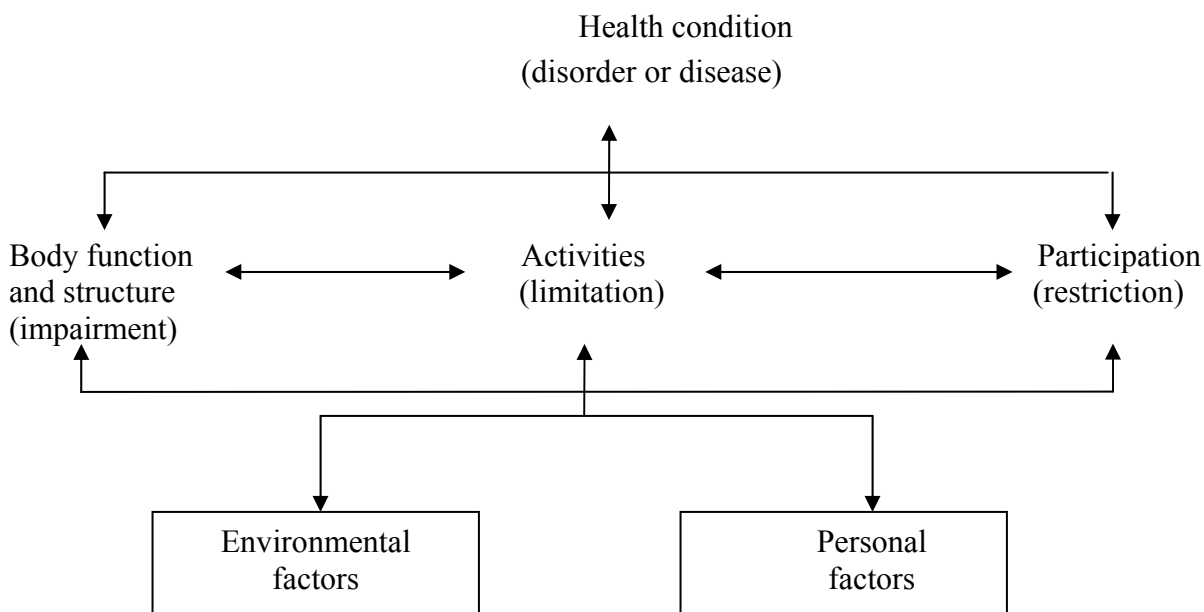 Health condition
(disorder or disease)
Body function
and structure
(impairment)
Activities
(limitation)
Participation
(restriction)
Environmental
factors
Personal
factors